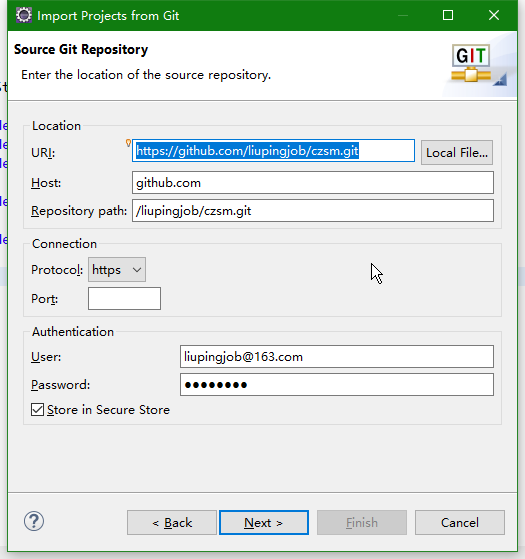 Import Projects from Git
Source Git Repository
Enter the location of the source repository.
GIT
Location
URI: https://github.com/liupingjob/czsm.git Local File...
Host: github.com
Repository path: /liupingjob/czsm.git
Connection
Protocol: https
Port:
Authentication
User: liupingjob@163.com
Password: ●●●●●●●●
Store in Secure Store
< Back Next > Finish Cancel